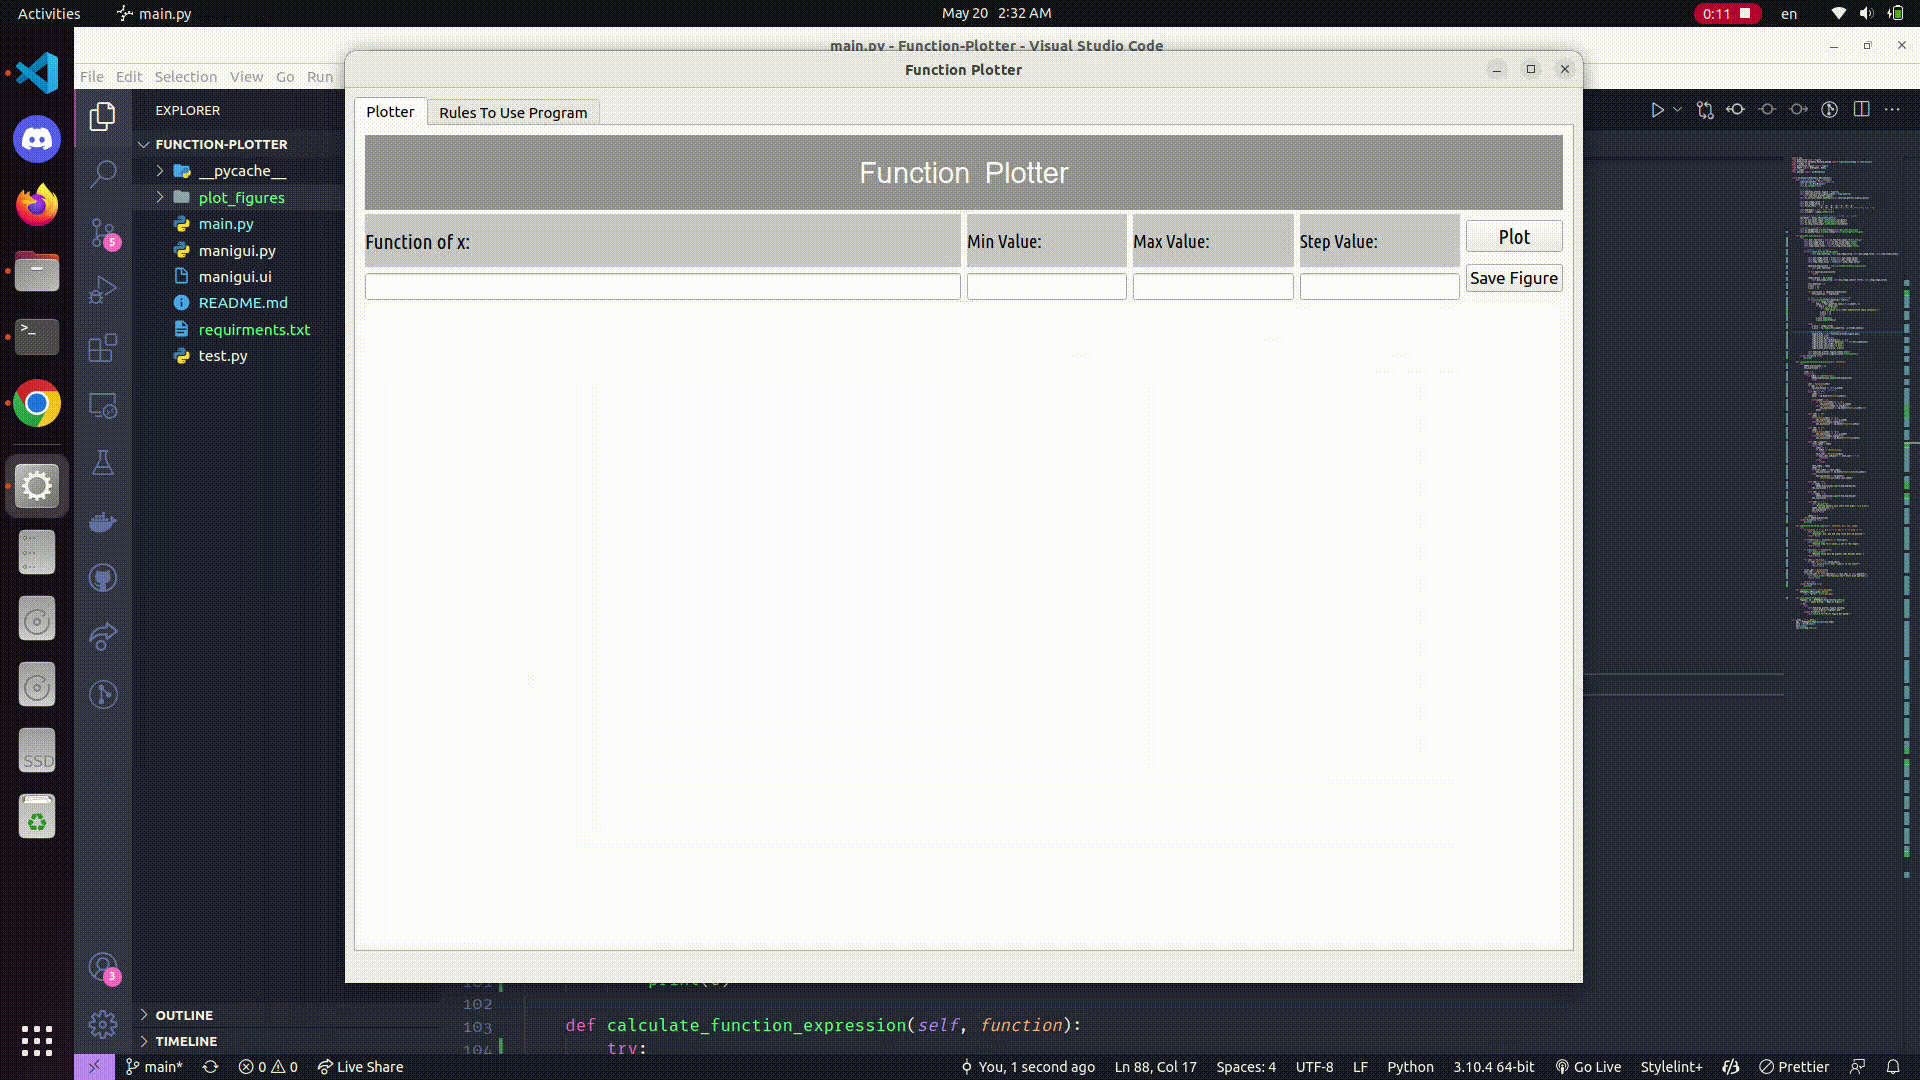 Activities main.py May 20 2:32 AM 0:11 en
main.py - Function-Plotter - Visual Studio Code
File Edit Selection View Go Run
Function Plotter
Plotter Rules To Use Program
Function Plotter
Function of x: Min Value: Max Value: Step Value: Plot
Save Figure
EXPLORER
FUNCTION-PLOTTER
__pycache__
plot_figures
main.py
manigui.py
manigui.ui
README.md
requirments.txt
test.py
5
SSD
3
OUTLINE
TIMELINE
102
103 def calculate_function_expression(self, function):
104 try:
main* 0 0 Live Share You, 1 second ago Ln 88, Col 17 Spaces: 4 UTF-8 LF Python 3.10.4 64-bit Go Live Stylelint+ Prettier